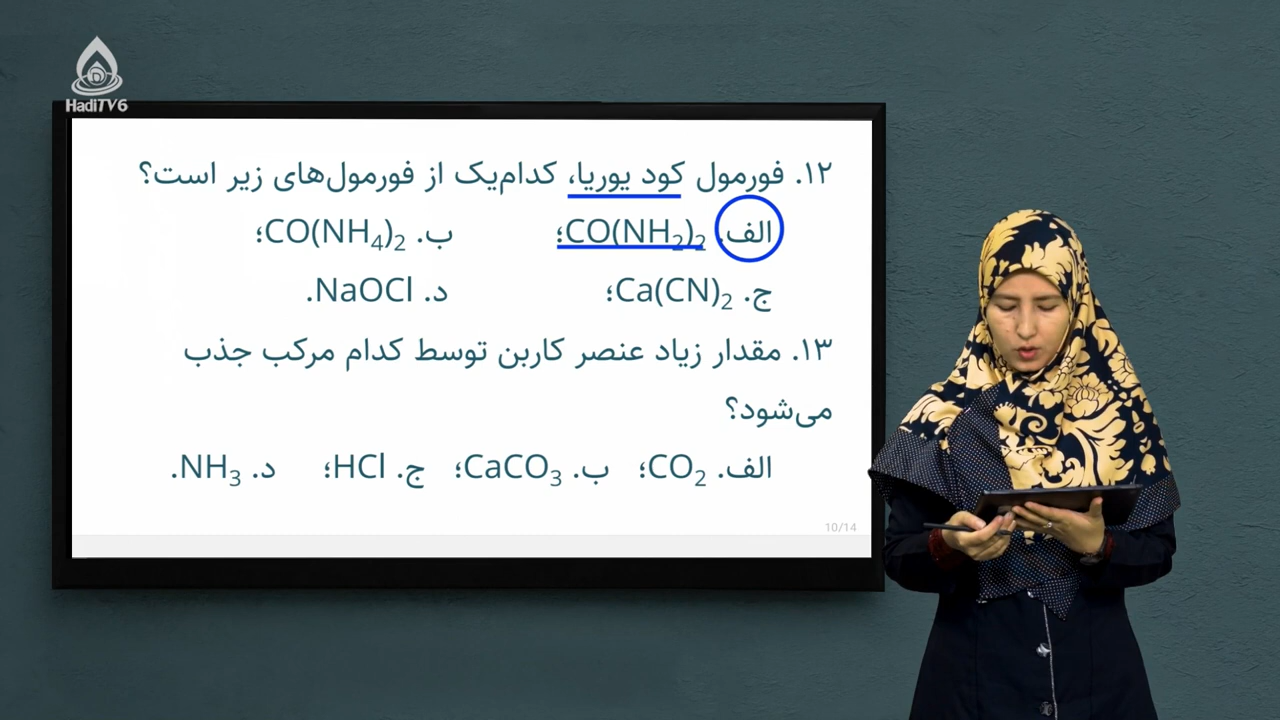 HadiTV6
۱۲. فورمول کود یوریا، کدام‌یک از فورمول‌های زیر است؟
الف. CO(NH₂)₂؛ ب. CO(NH₄)₂؛
ج. Ca(CN)₂؛ د. NaOCl.
۱۳. مقدار زیاد عنصر کاربن توسط کدام مرکب جذب
می‌شود؟
الف. CO₂؛ ب. CaCO₃؛ ج. HCl؛ د. NH₃.
10/14